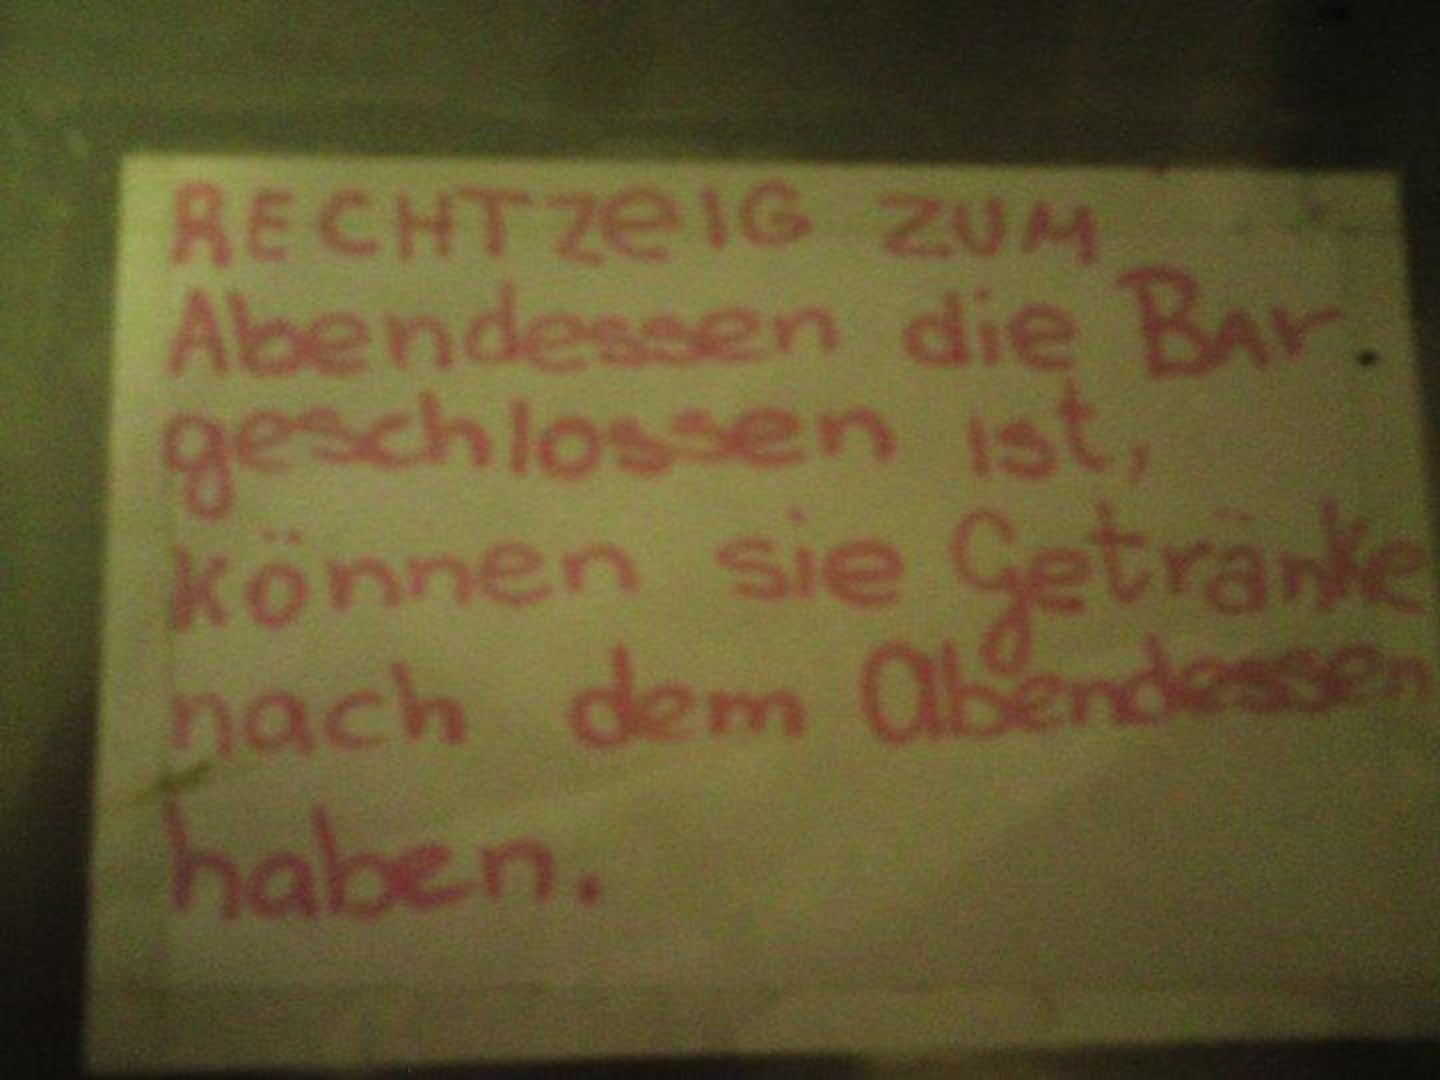 RECHTZeIG ZUM
Abendessen die BAr
geschlossen ist,
können sie Getränke
nach dem Abendessen
haben.